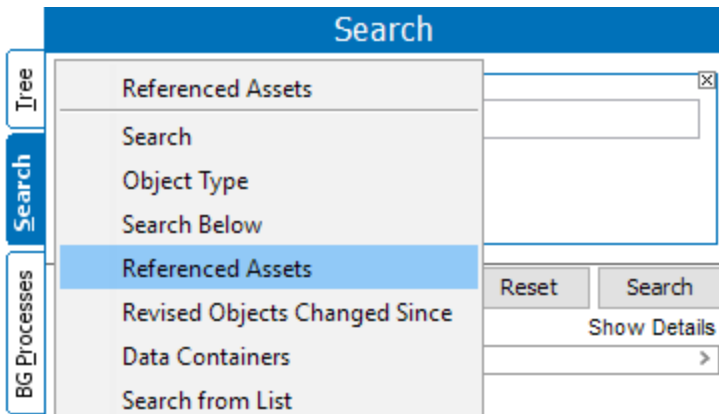 Search
Tree
Search
BG Processes
Referenced Assets
Search
Object Type
Search Below
Referenced Assets
Revised Objects Changed Since
Data Containers
Search from List
Reset
Search
Show Details